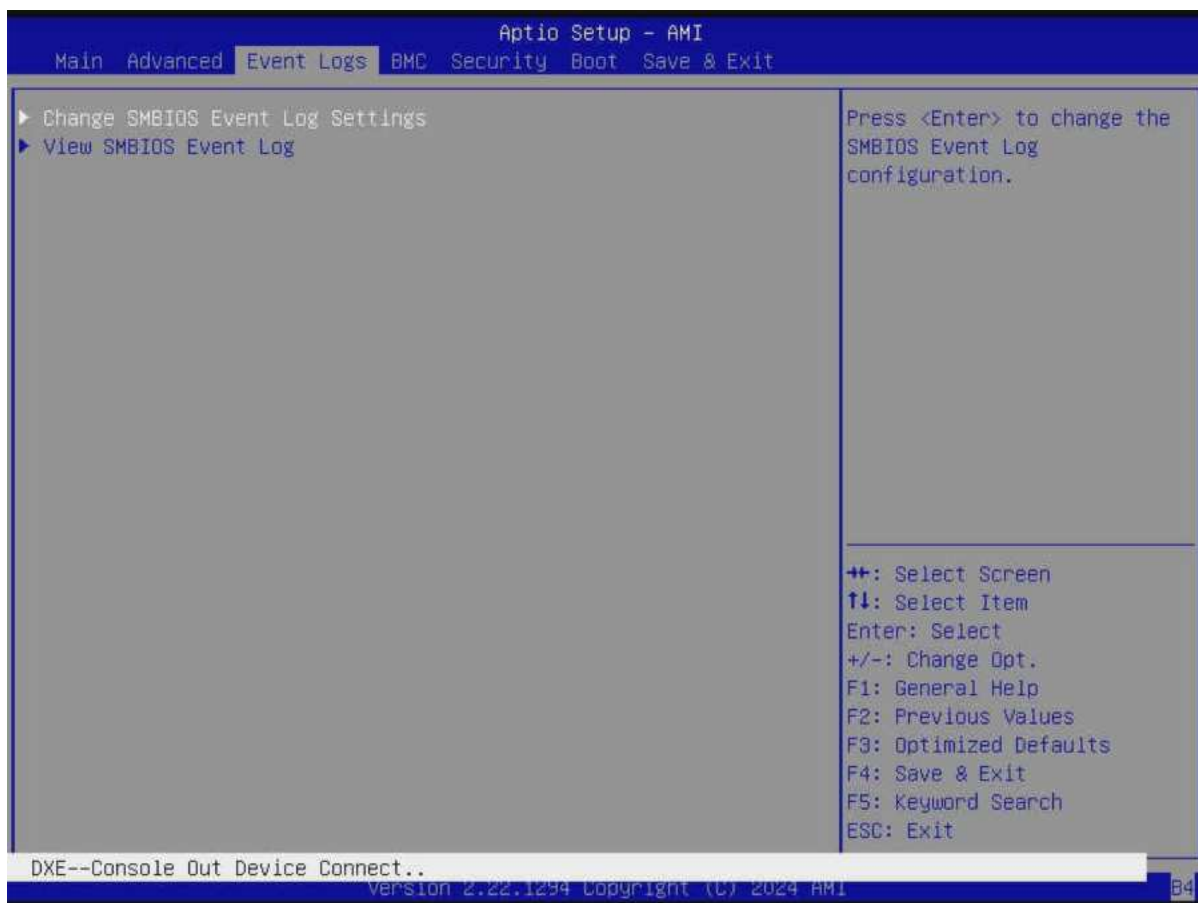 Aptio Setup - AMI
Main Advanced Event Logs BMC Security Boot Save & Exit
▶ Change SMBIOS Event Log Settings
▶ View SMBIOS Event Log
Press <Enter> to change the
SMBIOS Event Log
configuration.
→←: Select Screen
↑↓: Select Item
Enter: Select
+/-: Change Opt.
F1: General Help
F2: Previous Values
F3: Optimized Defaults
F4: Save & Exit
F5: Keyword Search
ESC: Exit
DXE--Console Out Device Connect..
Version 2.22.1294 Copyright (C) 2024 AMI
B4